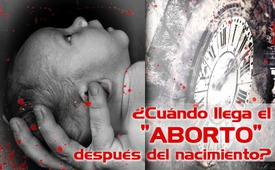 ¿Cuándo llega el
"ABORTO"
después del nacimiento?